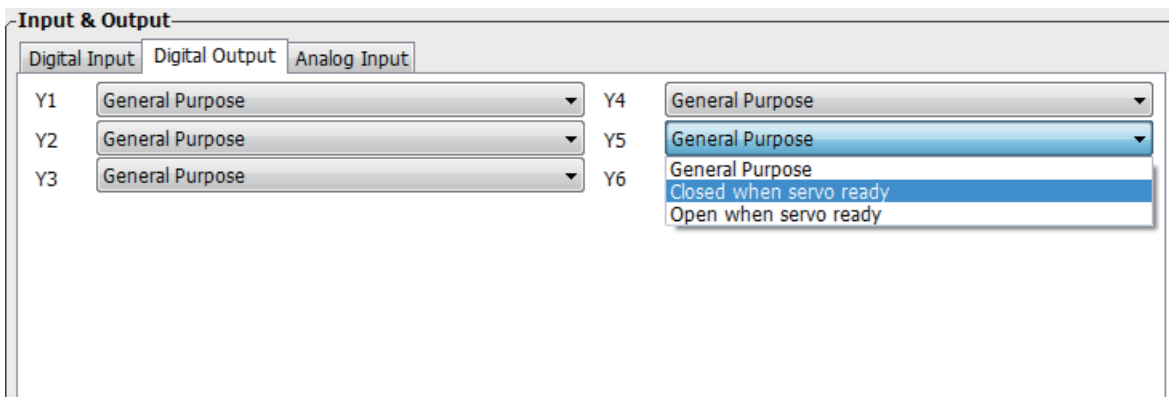 Input & Output
Digital Input Digital Output Analog Input
Y1 General Purpose Y4 General Purpose
Y2 General Purpose Y5 General Purpose
Y3 General Purpose Y6 General Purpose
Closed when servo ready
Open when servo ready